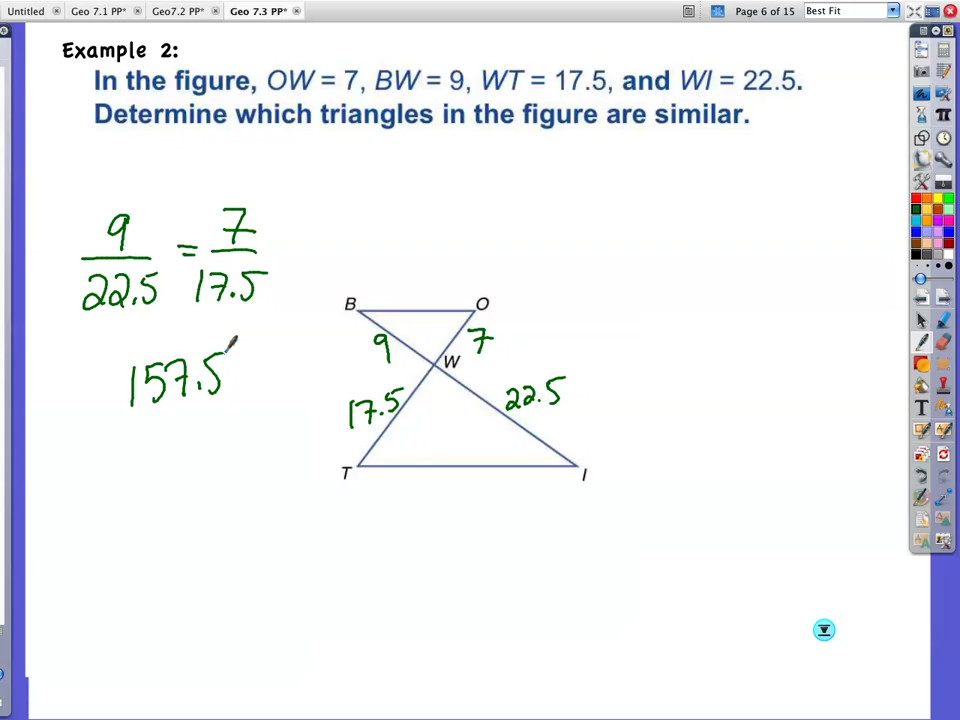 Untitled Geo 7.1 PP* Geo7.2 PP* Geo 7.3 PP* Page 6 of 15 Best Fit
Example 2:
In the figure, OW = 7, BW = 9, WT = 17.5, and WI = 22.5.
Determine which triangles in the figure are similar.
9/22.5 = 7/17.5
B O
9 7
W
157.5
17.5 22.5
T I